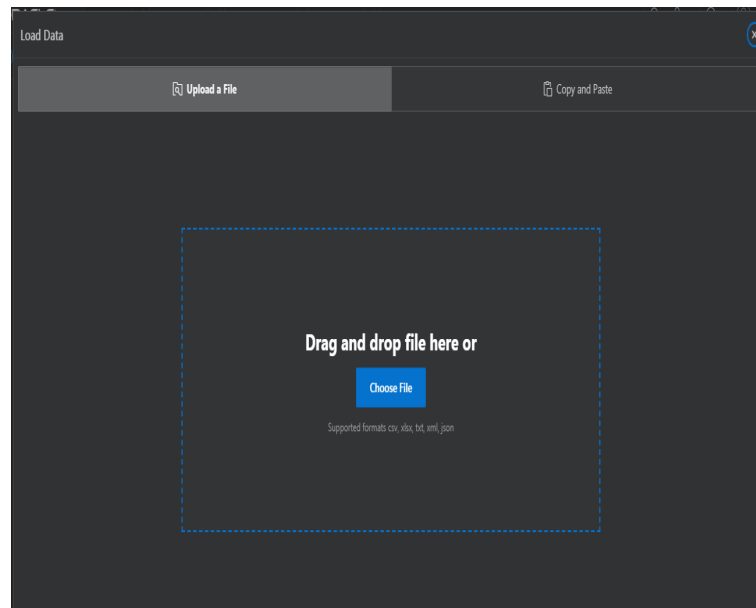 Load Data
Upload a File
Copy and Paste
Drag and drop file here or
Choose File
Supported formats csv, xlsx, txt, xml, json